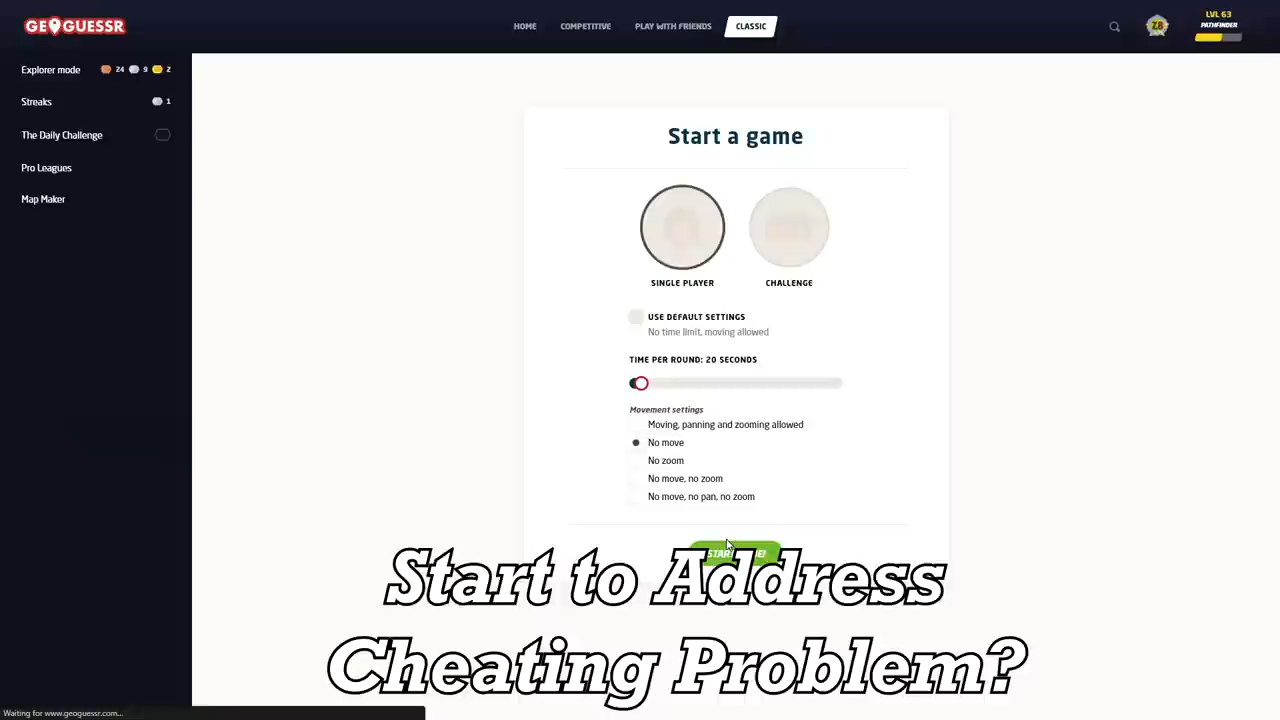 GEOGUESSR
HOME
COMPETITIVE
PLAY WITH FRIENDS
CLASSIC
LVL 63
PATHFINDER
Explorer mode 24 9 2
Streaks 1
The Daily Challenge
Pro Leagues
Map Maker
Start a game
SINGLE PLAYER
CHALLENGE
USE DEFAULT SETTINGS
No time limit, moving allowed
TIME PER ROUND: 20 SECONDS
Movement settings
Moving, panning and zooming allowed
No move
No zoom
No move, no zoom
No move, no pan, no zoom
Start to Address
Cheating Problem?
Waiting for www.geoguessr.com...